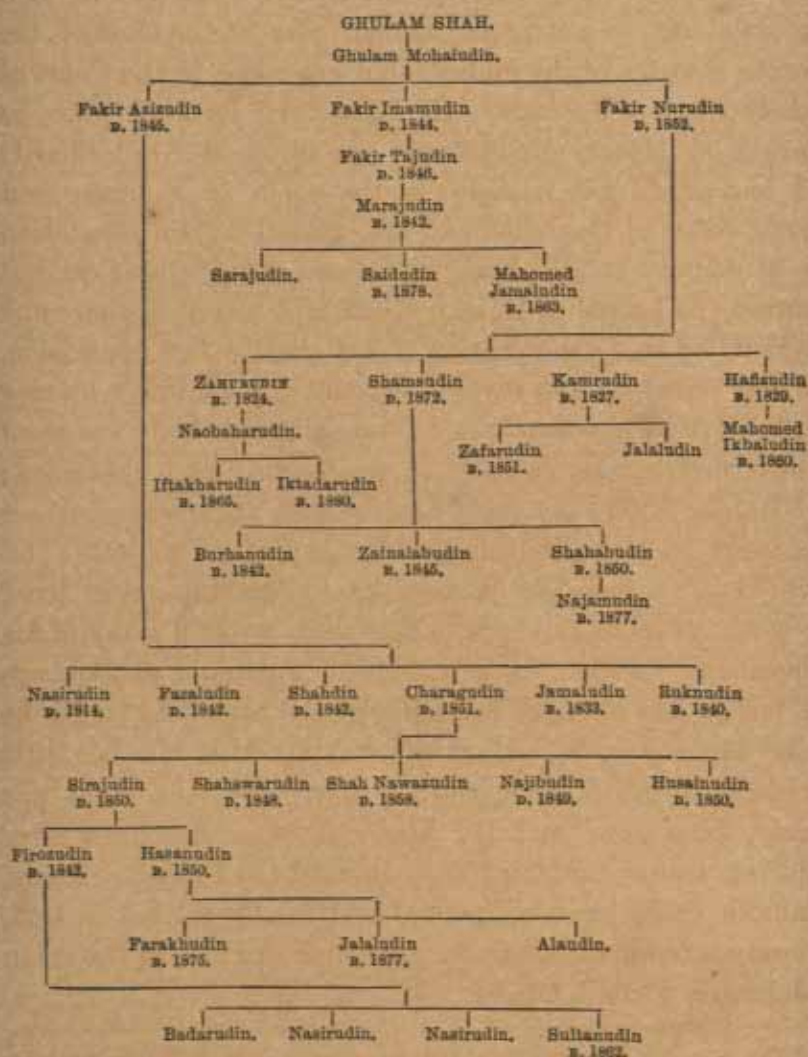 GHULAM SHAH.
Ghulam Mohaiudin.
Fakir Azizudin Fakir Imamudin Fakir Nurudin
D. 1845. D. 1844. D. 1852.
Fakir Tajudin
D. 1846.
Marajudin
B. 1842.
Sarajudin. Saidudin Mahomed
B. 1878. Jamaludin
B. 1863.
ZAHURUDIN Shamsudin Kamrudin Hafizudin
B. 1824. D. 1872. B. 1827. B. 1829.
Naobaharudin. Mahomed
Zafarudin Jalaludin Ikbaludin
B. 1851. B. 1860.
Iftakharudin Iktadarudin
B. 1865. B. 1880.
Burhanudin Zainalabudin Shahabudin
B. 1842. B. 1845. B. 1850.
Najamudin
B. 1877.
Nasirudin Fazaludin Shahdin Charagudin Jamaludin Ruknudin
D. 1814. D. 1842. D. 1842. D. 1851. B. 1833. B. 1840.
Sirajudin Shahswarudin Shah Nawazudin Najibudin Husainudin
D. 1850. D. 1848. D. 1858. D. 1849. D. 1850.
Firozudin Hasanudin
B. 1842. B. 1850.
Farakhudin Jalaludin Alaudin.
B. 1875. B. 1877.
Badarudin. Nasirudin. Nasirudin. Sultanudin
B. 1862.